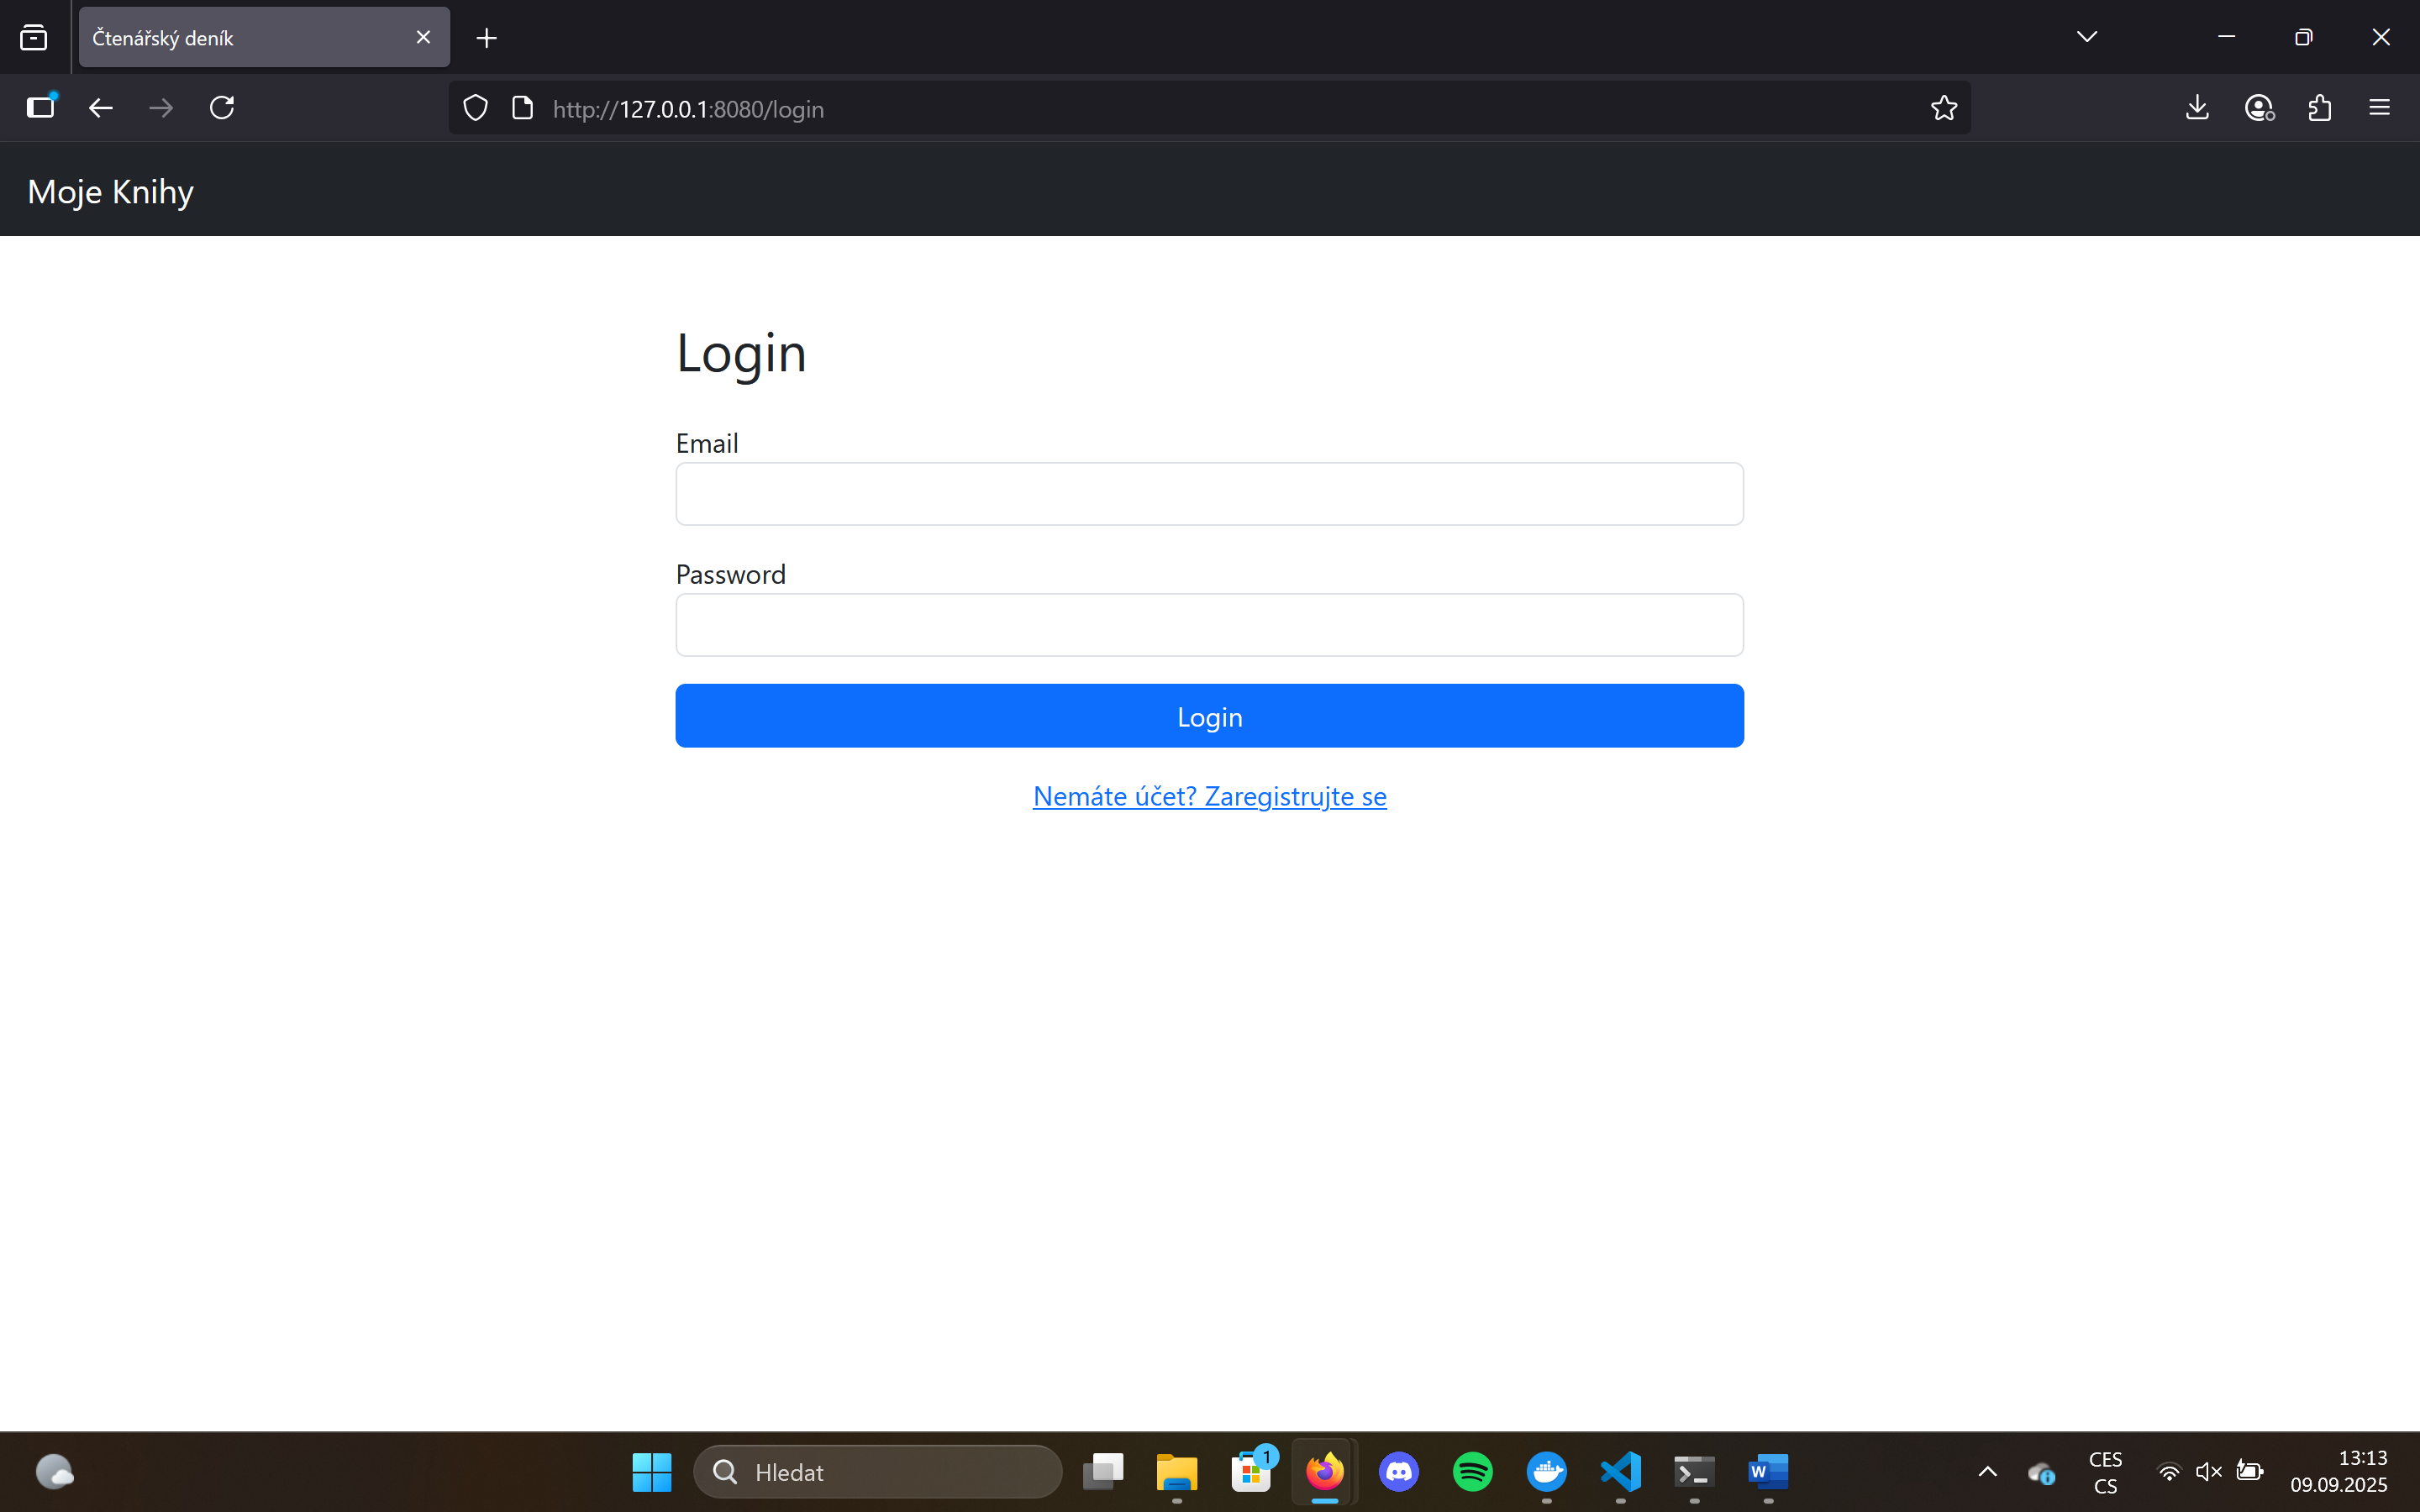 Čtenářský deník
http://127.0.0.1:8080/login
Moje Knihy
Login
Email
Password
Login
Nemáte účet? Zaregistrujte se
Hledat
1
W
CES
CS
13:13
09.09.2025